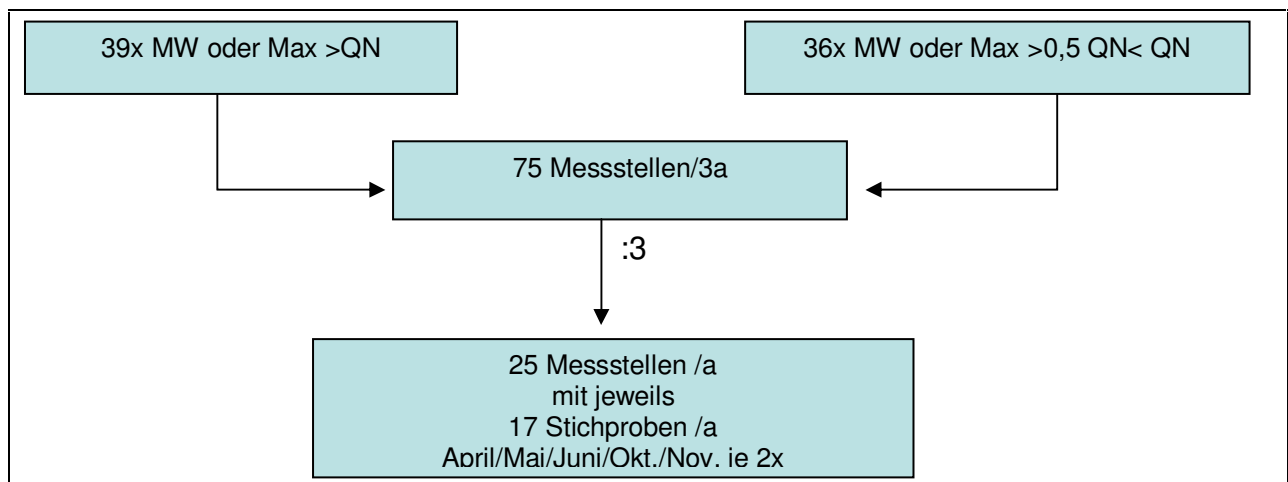 39x MW oder Max >QN
36x MW oder Max >0,5 QN< QN
75 Messstellen/3a
:3
25 Messstellen /a
mit jeweils
17 Stichproben /a
April/Mai/Juni/Okt./Nov. je 2x